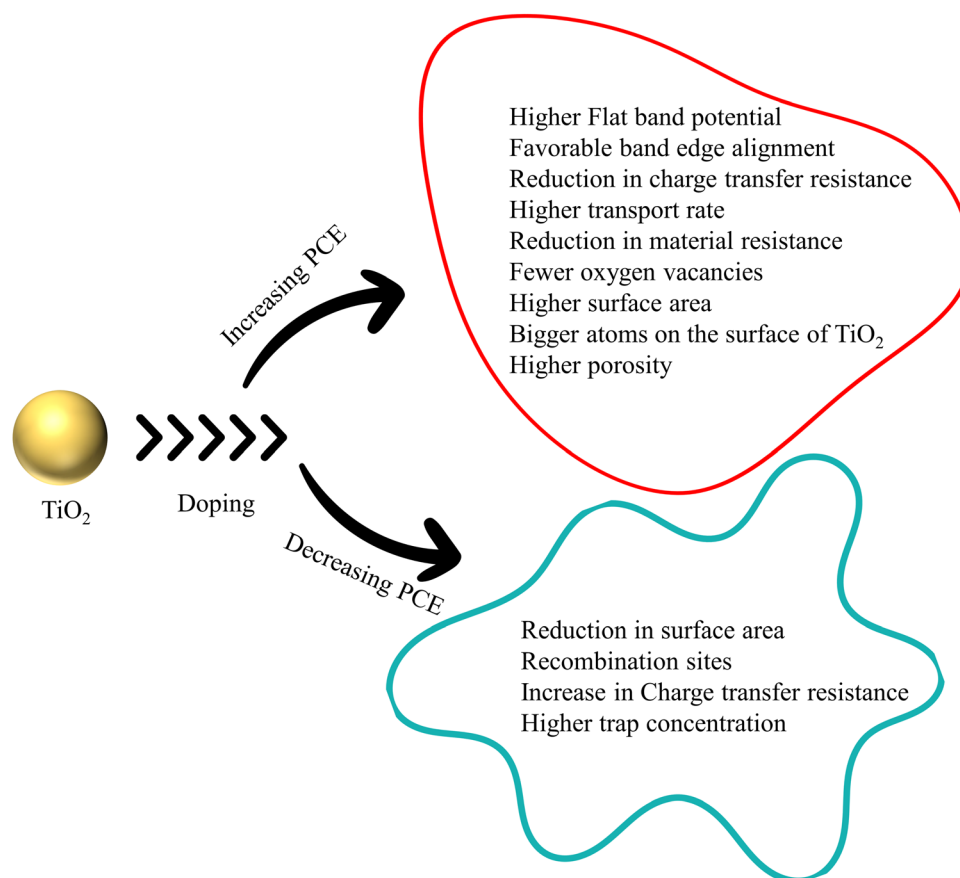 Higher Flat band potential
Favorable band edge alignment
Reduction in charge transfer resistance
Higher transport rate
Reduction in material resistance
Fewer oxygen vacancies
Higher surface area
Bigger atoms on the surface of TiO₂
Higher porosity
Increasing PCE
TiO₂
Doping
Decreasing PCE
Reduction in surface area
Recombination sites
Increase in Charge transfer resistance
Higher trap concentration